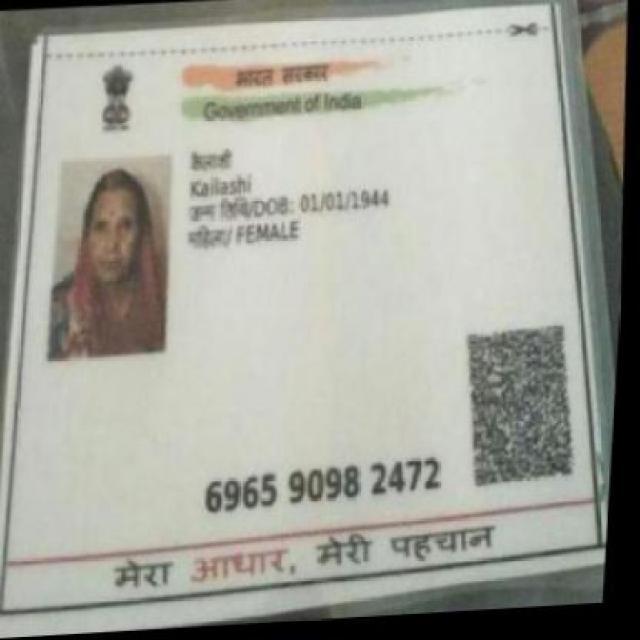 भारत सरकार
Government of India
कैलाशी
Kailashi
जन्म तिथि/DOB: 01/01/1944
महिला/ FEMALE
6965 9098 2472
मेरा आधार, मेरी पहचान